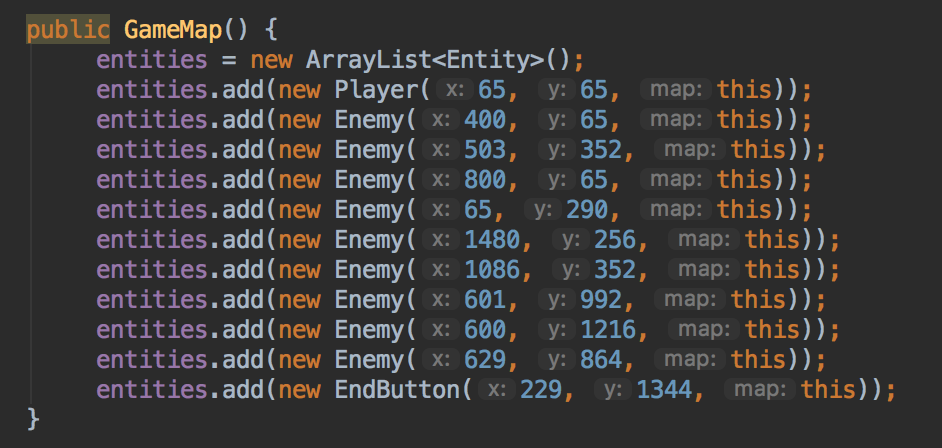 public GameMap() {
entities = new ArrayList<Entity>();
entities.add(new Player( x: 65, y: 65, map: this));
entities.add(new Enemy( x: 400, y: 65, map: this));
entities.add(new Enemy( x: 503, y: 352, map: this));
entities.add(new Enemy( x: 800, y: 65, map: this));
entities.add(new Enemy( x: 65, y: 290, map: this));
entities.add(new Enemy( x: 1480, y: 256, map: this));
entities.add(new Enemy( x: 1086, y: 352, map: this));
entities.add(new Enemy( x: 601, y: 992, map: this));
entities.add(new Enemy( x: 600, y: 1216, map: this));
entities.add(new Enemy( x: 629, y: 864, map: this));
entities.add(new EndButton( x: 229, y: 1344, map: this));
}